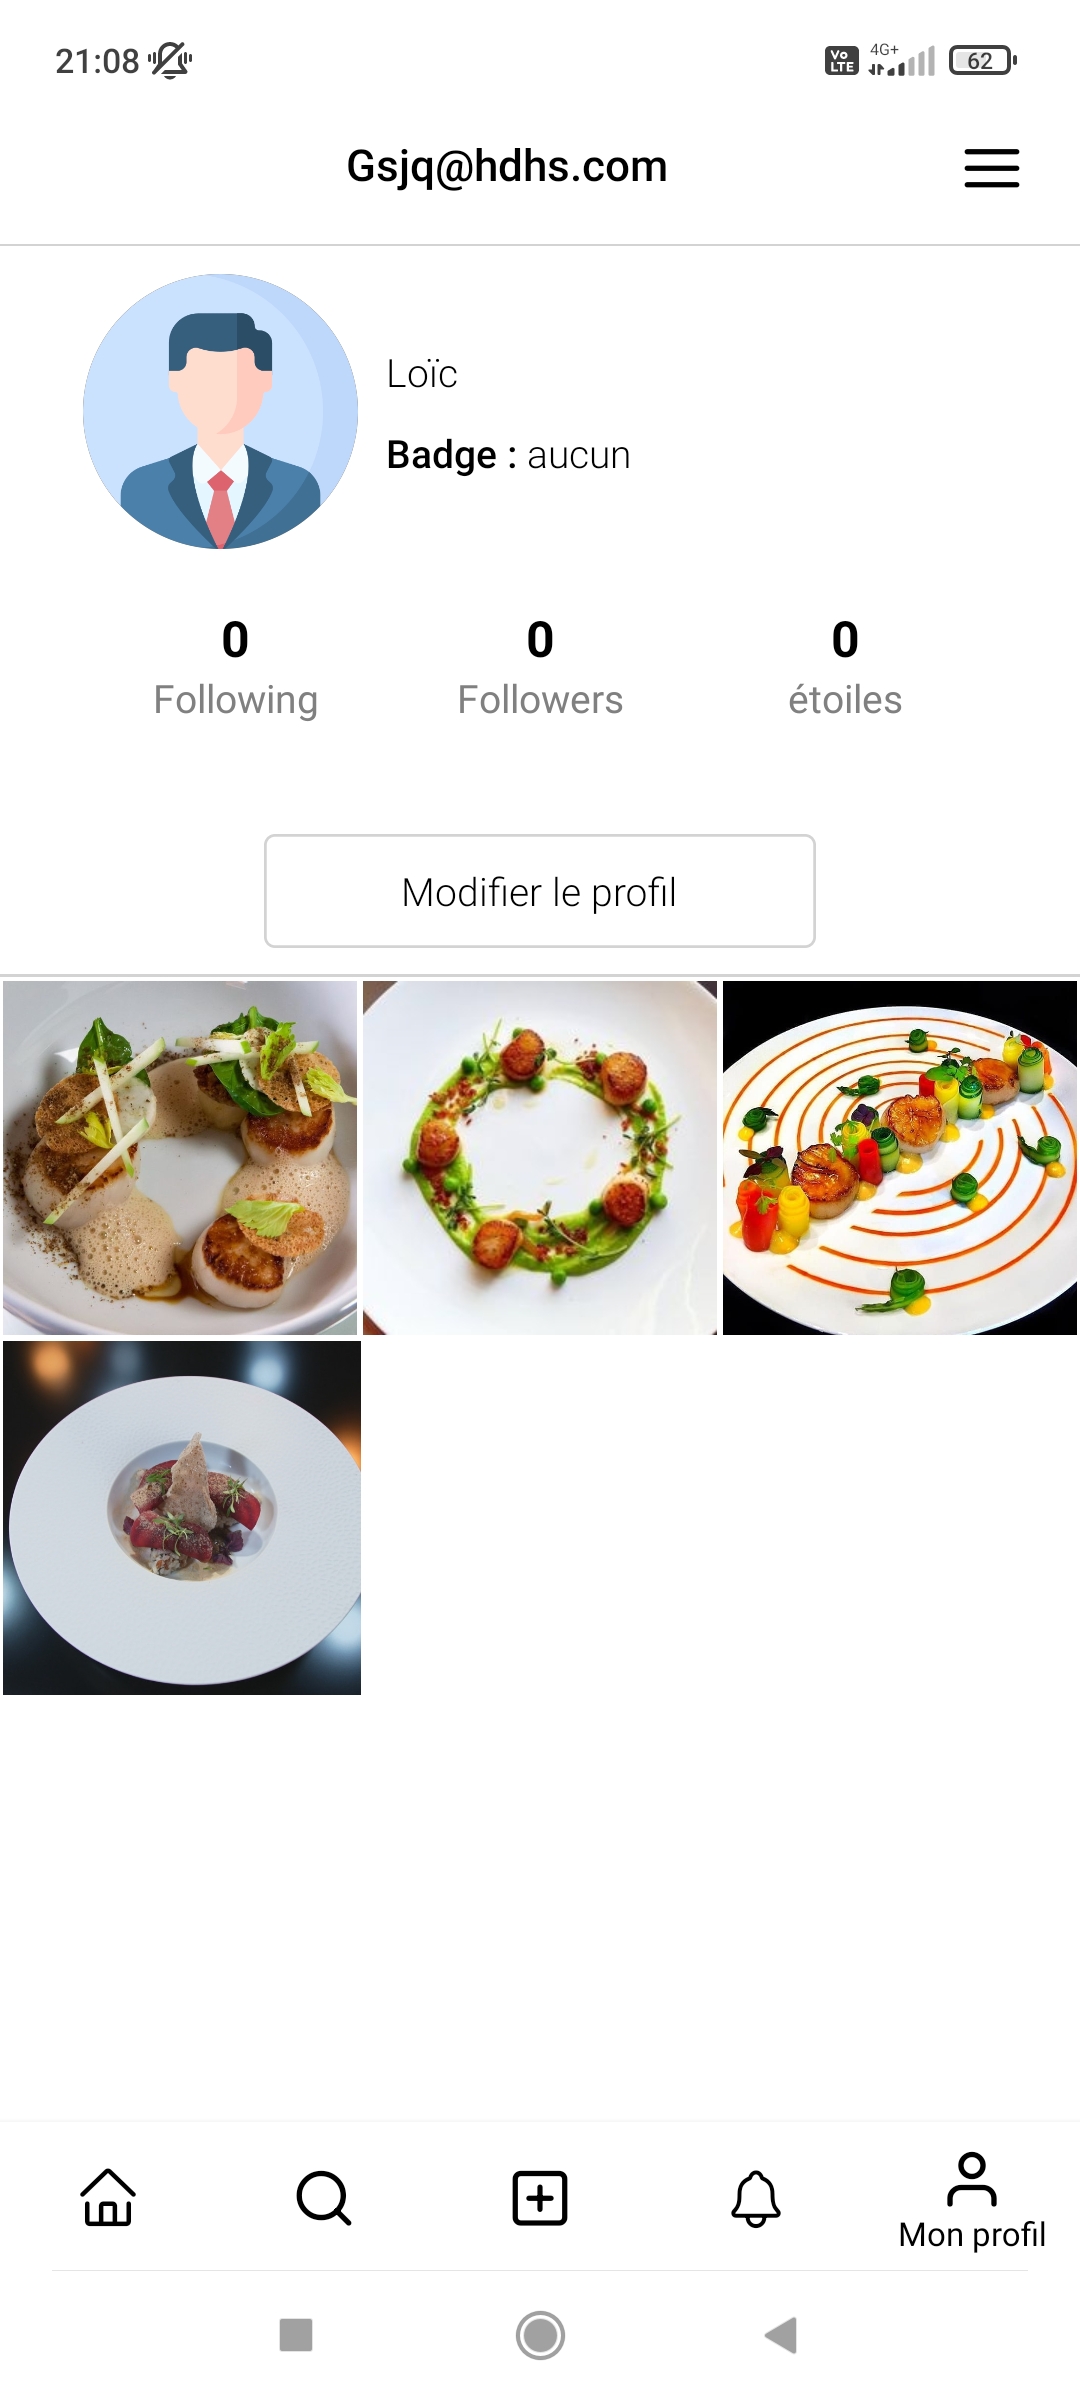 21:08
Vo LTE 4G+ 62
Gsjq@hdhs.com
Loïc
Badge : aucun
0 0 0
Following Followers étoiles
Modifier le profil
Mon profil